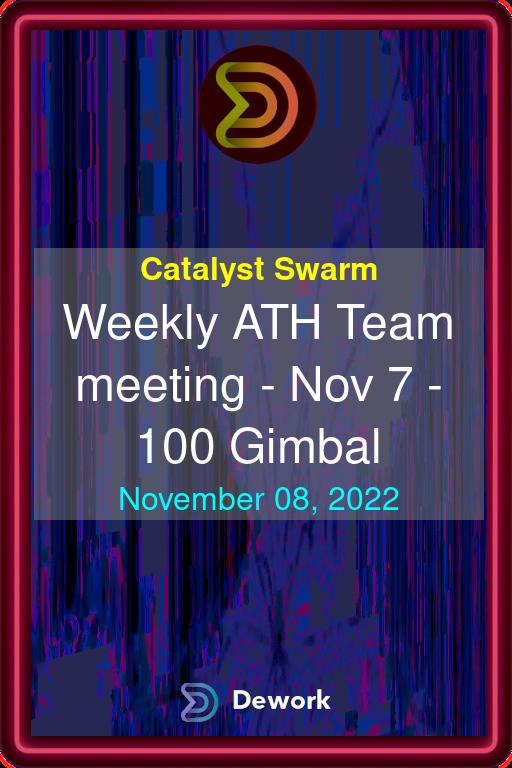 Catalyst Swarm
Weekly ATH Team
meeting - Nov 7 -
100 Gimbal
November 08, 2022
Dework